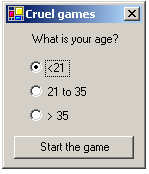 Cruel games
What is your age?
<21
21 to 35
> 35
Start the game